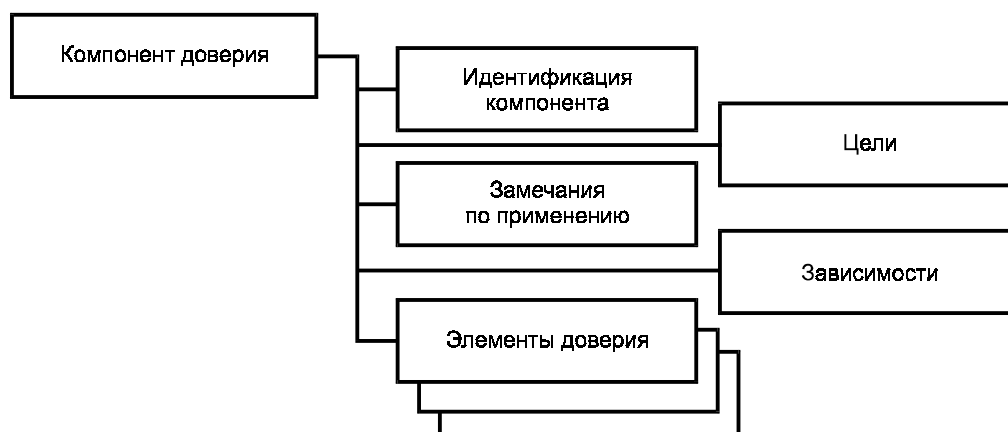 Компонент доверия
Идентификация
компонента
Цели
Замечания
по применению
Зависимости
Элементы доверия